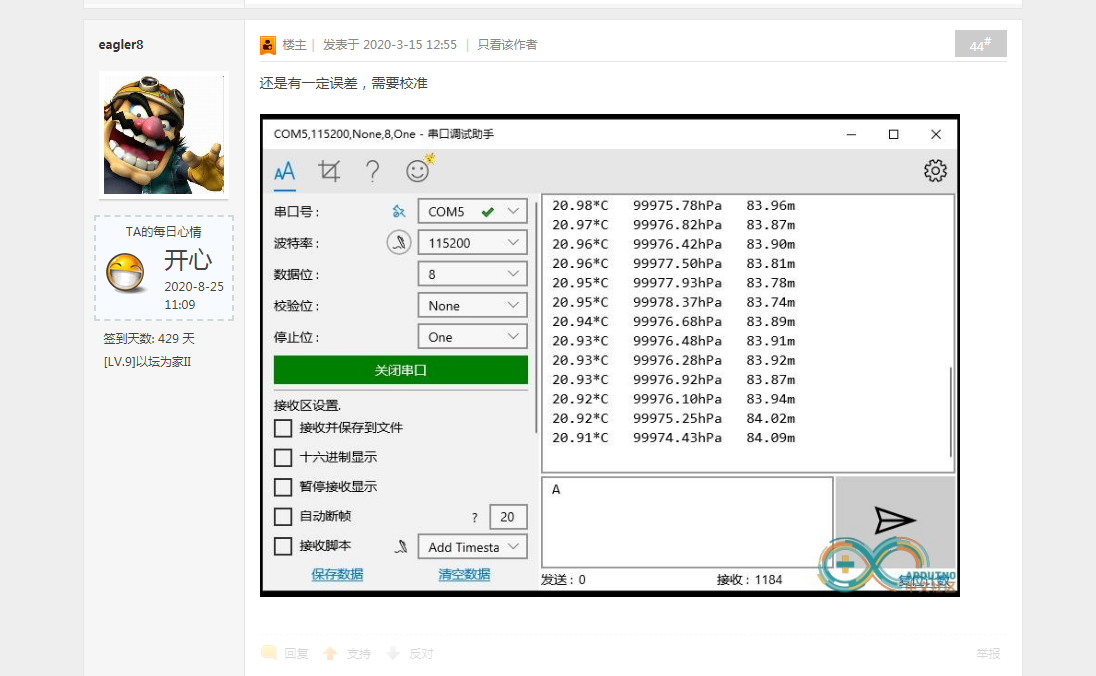 eagler8
楼主 | 发表于 2020-3-15 12:55 | 只看该作者
44#
还是有一定误差，需要校准
TA的每日心情
开心
2020-8-25
11:09
签到天数: 429 天
[LV.9]以坛为家II
COM5,115200,None,8,One - 串口调试助手
AA
?
串口号：
COM5
波特率：
115200
数据位：
8
校验位：
None
停止位：
One
关闭串口
接收区设置.
接收并保存到文件
十六进制显示
暂停接收显示
自动断帧
? 20
接收脚本
Add Timesta
保存数据 清空数据
20.98*C 99975.78hPa 83.96m
20.97*C 99976.82hPa 83.87m
20.96*C 99976.42hPa 83.90m
20.96*C 99977.50hPa 83.81m
20.95*C 99977.93hPa 83.78m
20.95*C 99978.37hPa 83.74m
20.94*C 99976.68hPa 83.89m
20.93*C 99976.48hPa 83.91m
20.93*C 99976.28hPa 83.92m
20.93*C 99976.92hPa 83.87m
20.92*C 99976.10hPa 83.94m
20.92*C 99975.25hPa 84.02m
20.91*C 99974.43hPa 84.09m
A
发送：0 接收：1184
复位计数
ARDUINO
回复 支持 反对
举报